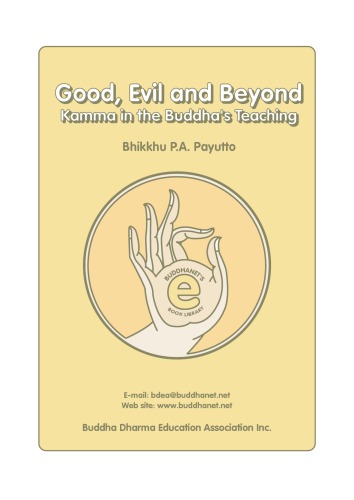 Good, Evil and Beyond
Kamma in the Buddha's Teaching
Bhikkhu P.A. Payutto
BUDDHANET'S
e
BOOK LIBRARY
E-mail: bdea@buddhanet.net
Web site: www.buddhanet.net
Buddha Dharma Education Association Inc.